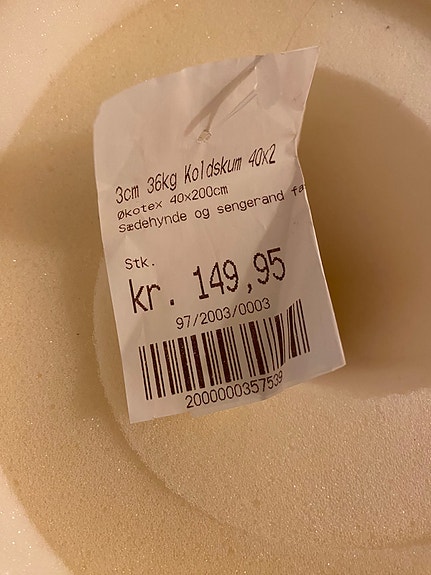 3cm 36kg Koldskum 40x2
Økotex 40x200cm
Sædehynde og sengerand
Stk.
kr. 149,95
97/2003/0003
2000000357539